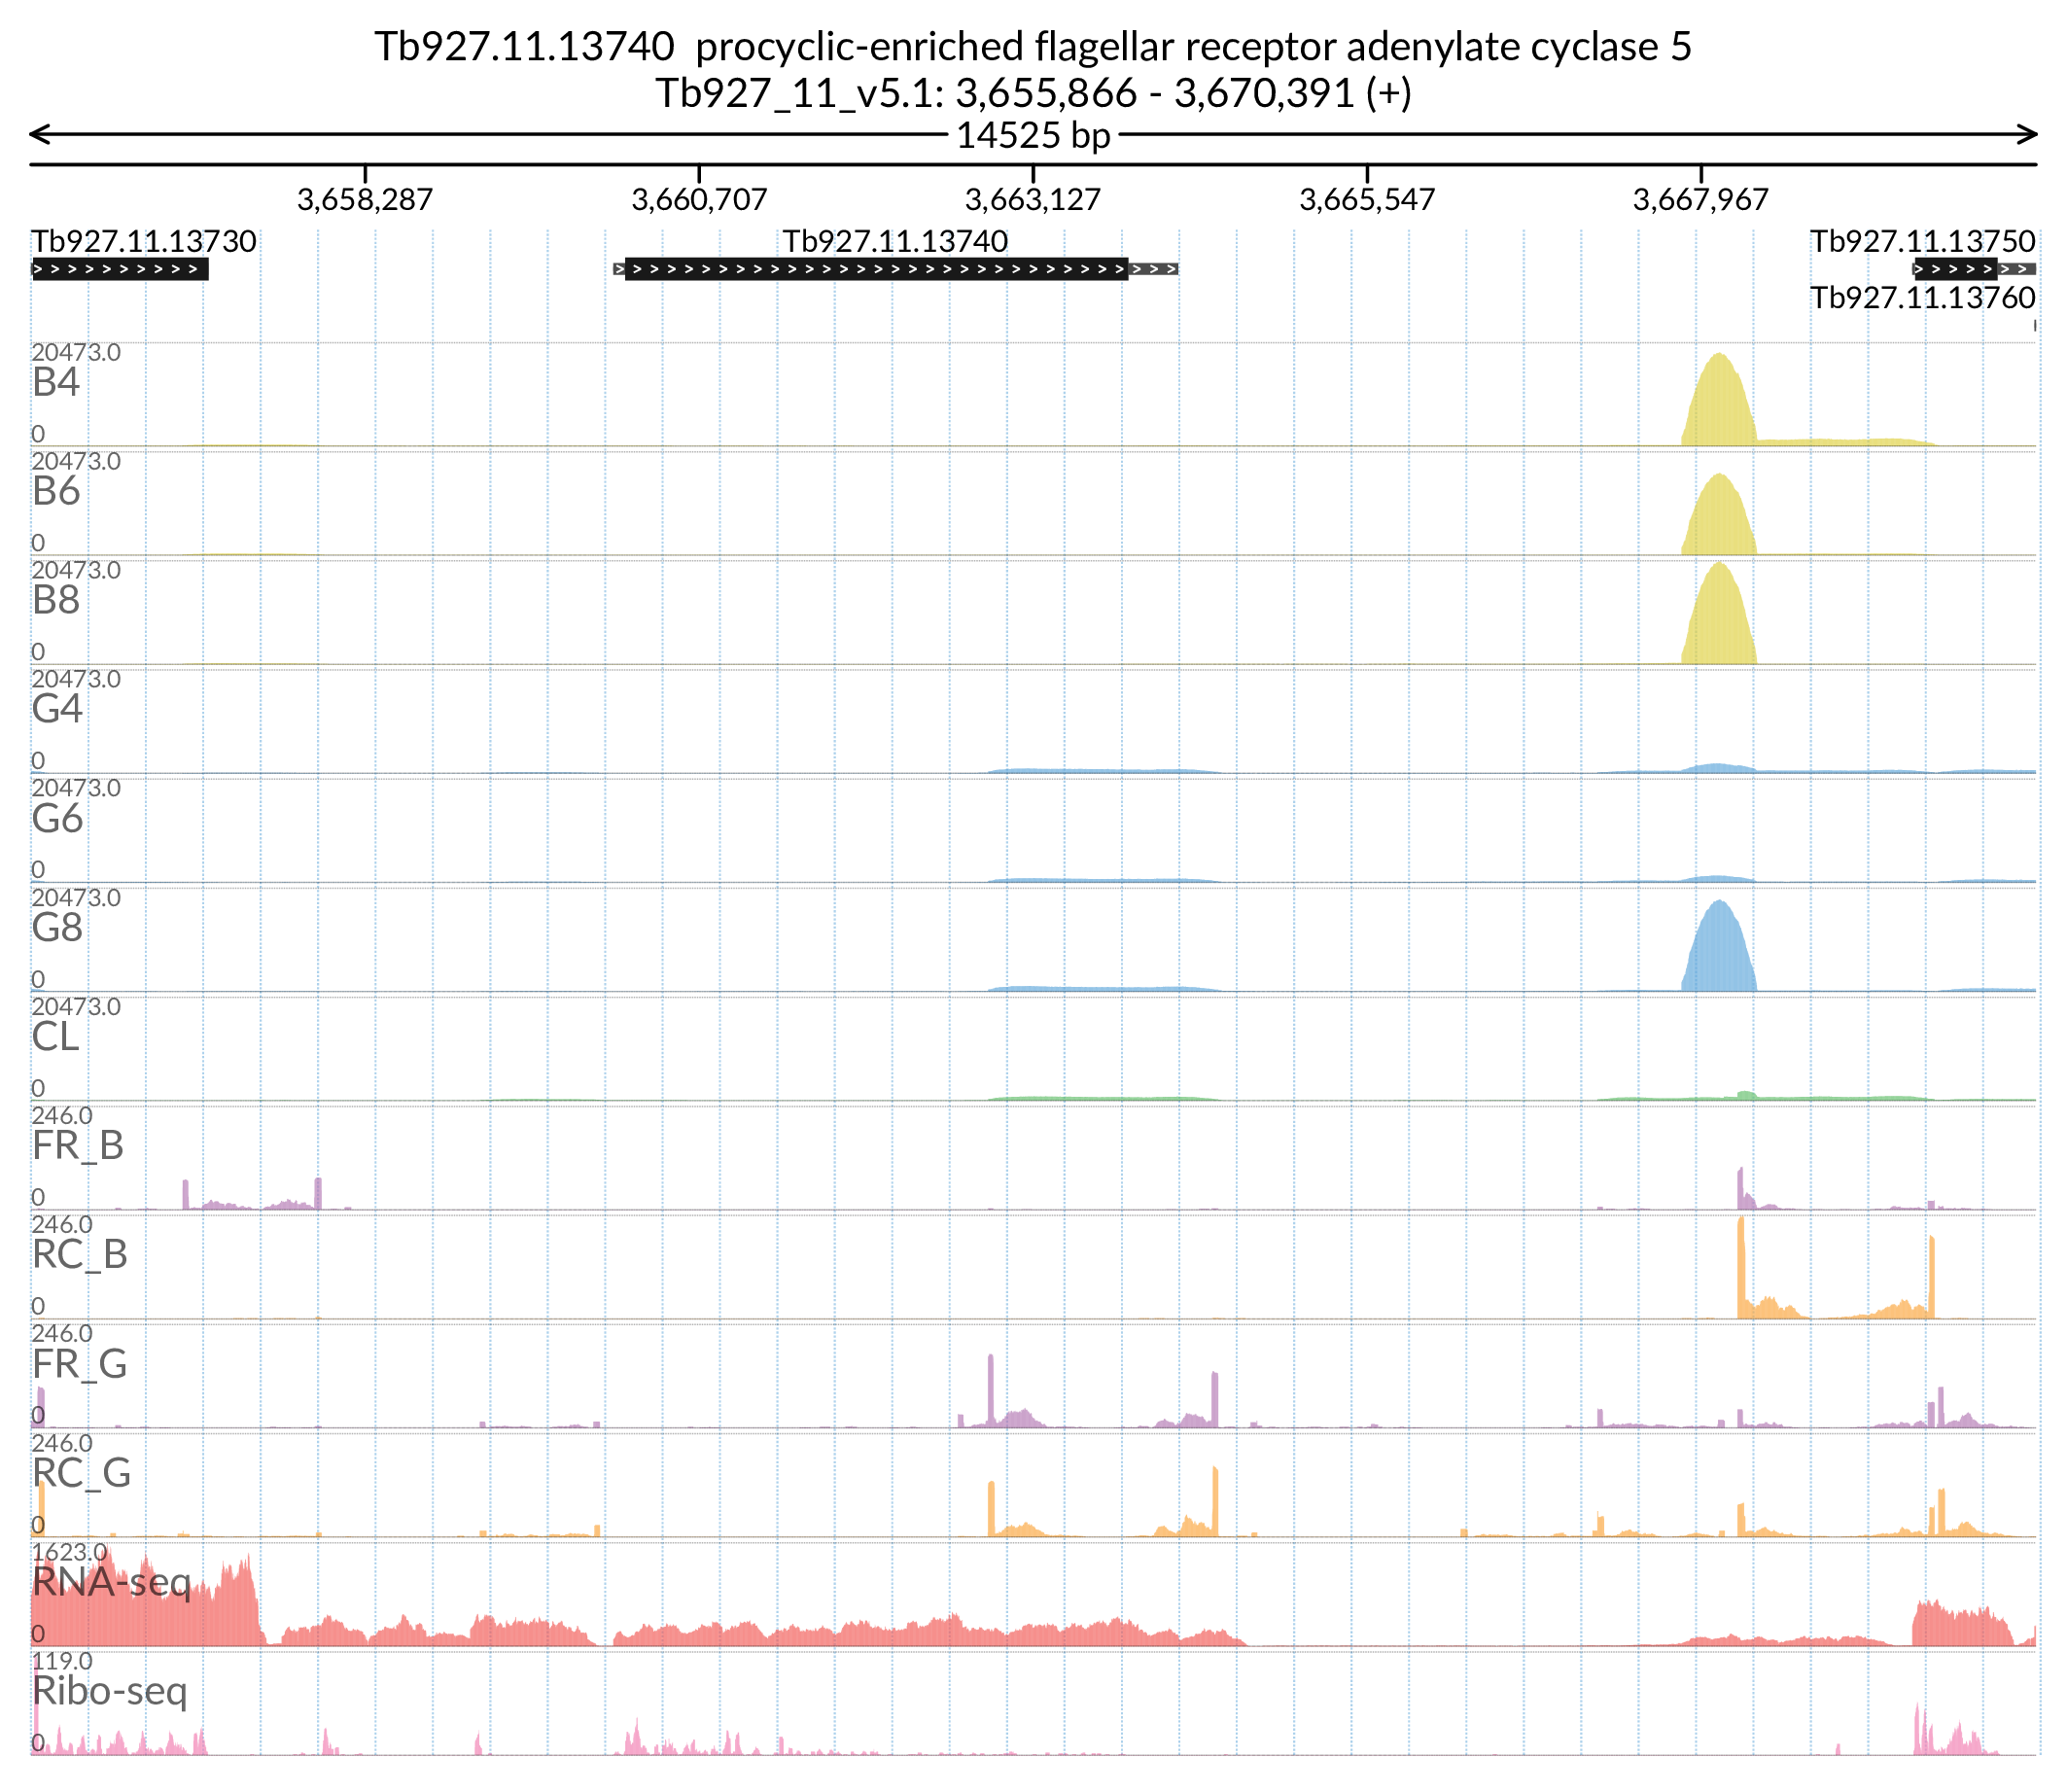 Tb927.11.13740  procyclic-enriched flagellar receptor adenylate cyclase 5
Tb927_11_v5.1: 3,655,866 - 3,670,391 (+)
14525 bp
3,658,287 3,660,707 3,663,127 3,665,547 3,667,967
Tb927.11.13730 Tb927.11.13740 Tb927.11.13750
Tb927.11.13760
20473.0
B4
0
20473.0
B6
0
20473.0
B8
0
20473.0
G4
0
20473.0
G6
0
20473.0
G8
0
20473.0
CL
0
246.0
FR_B
0
246.0
RC_B
0
246.0
FR_G
0
246.0
RC_G
0
1623.0
RNA-seq
0
119.0
Ribo-seq
0